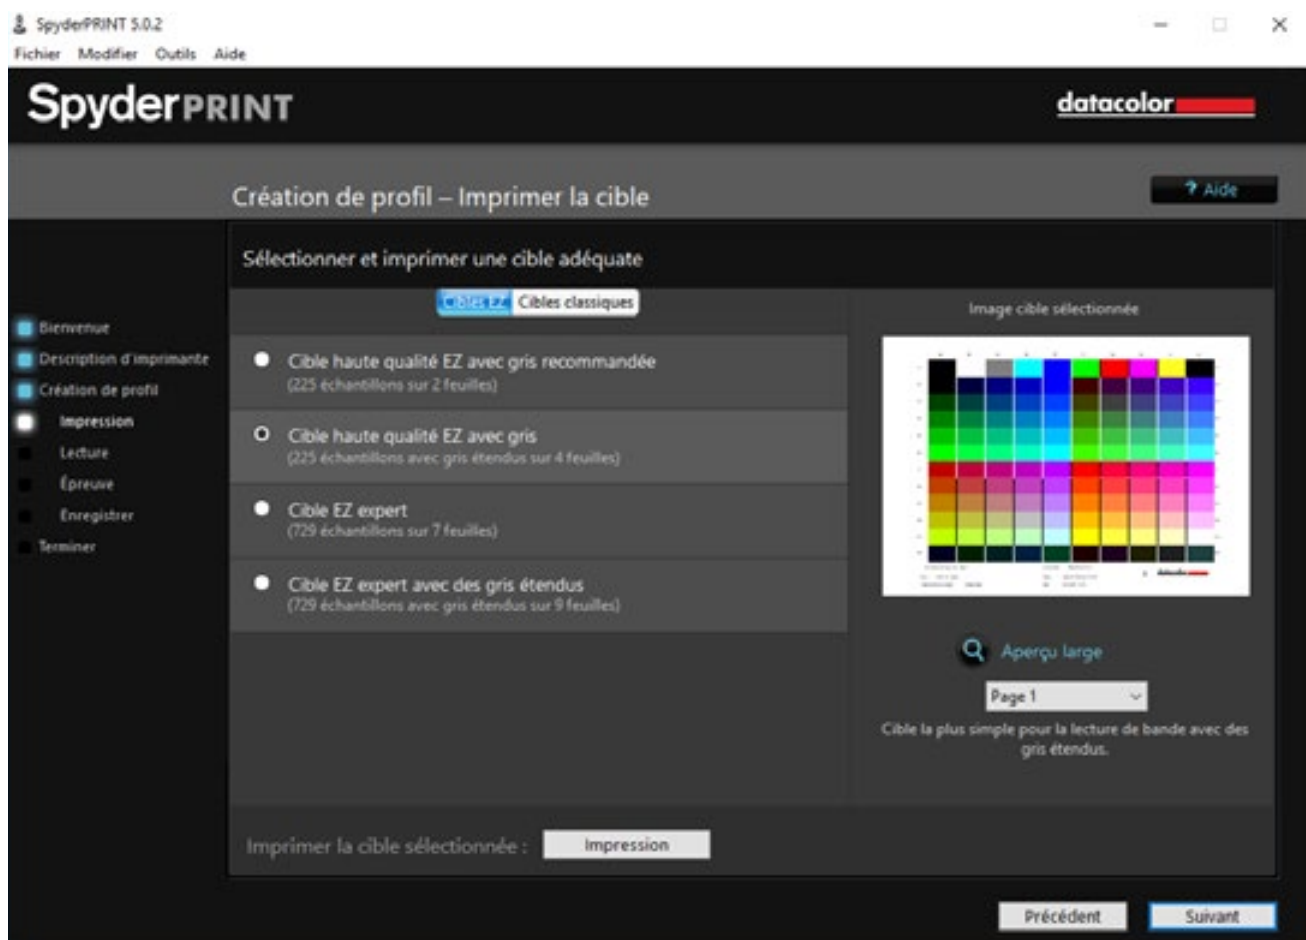 SpyderPRINT 5.0.2
Fichier Modifier Outils Aide
SpyderPRINT
datacolor
Création de profil – Imprimer la cible
? Aide
Sélectionner et imprimer une cible adéquate
Cibles EZ Cibles classiques
Image cible sélectionnée
Bienvenue
Description d'imprimante
Création de profil
Impression
Lecture
Épreuve
Enregistrer
Terminer
Cible haute qualité EZ avec gris recommandée
(225 échantillons sur 2 feuilles)
Cible haute qualité EZ avec gris
(225 échantillons avec gris étendus sur 4 feuilles)
Cible EZ expert
(729 échantillons sur 7 feuilles)
Cible EZ expert avec des gris étendus
(729 échantillons avec gris étendus sur 9 feuilles)
datacolor
Aperçu large
Page 1
Cible la plus simple pour la lecture de bande avec des
gris étendus.
Imprimer la cible sélectionnée :
Impression
Précédent
Suivant